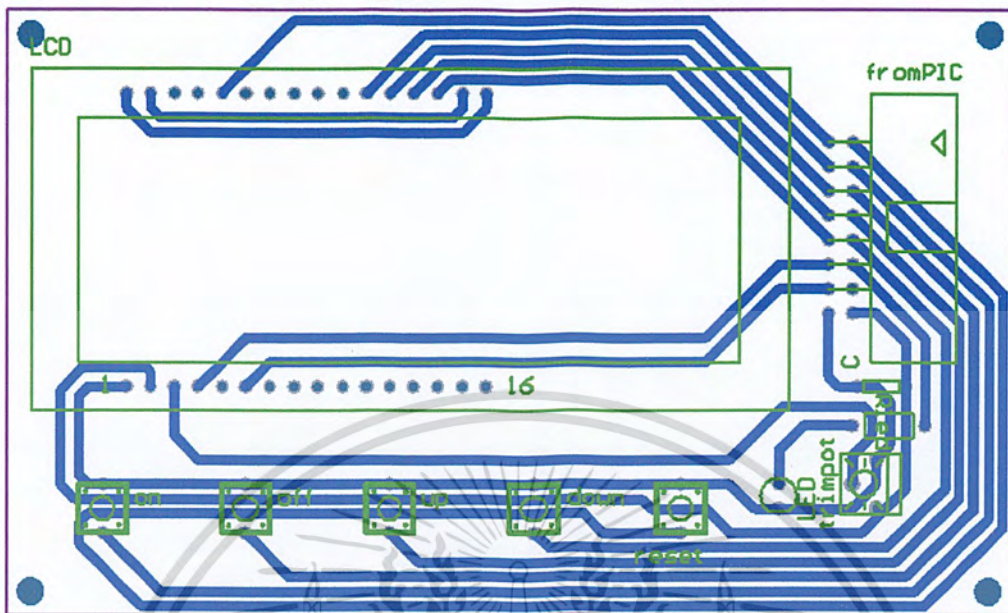 LCD
fromPIC
1
16
C
on
off
up
down
LED
trimpot
reset